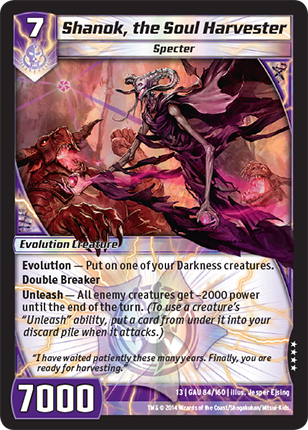 7
Shanok, the Soul Harvester
Specter
Evolution Creature
Evolution — Put on one of your Darkness creatures.
Double Breaker
Unleash — All enemy creatures get -2000 power
until the end of the turn. (To use a creature's
"Unleash" ability, put a card from under it into your
discard pile when it attacks.)
"I have waited patiently these many years. Finally, you are
ready for harvesting."
7000
13 | GAU 84/160 | illus. Jesper Ejsing
TM & © 2014 Wizards of the Coast/Shogakukan/Mitsui-Kids.